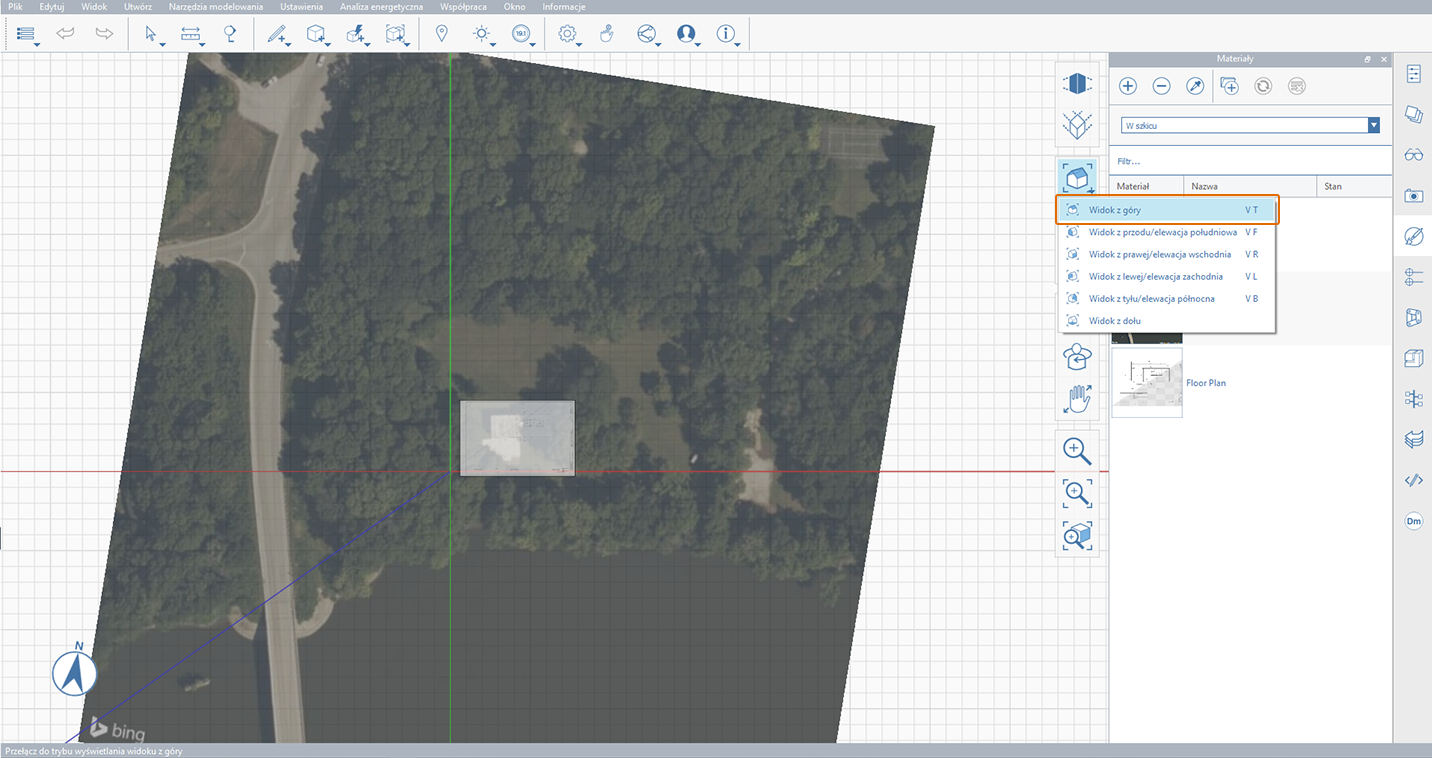 Plik Edytuj Widok Utwórz Narzędzia modelowania Ustawienia Analiza energetyczna Współpraca Okno Informacje
19.1
Materiały
W szkicu
Filtr...
Materiał Nazwa Stan
Widok z góry V T
Widok z przodu/elewacja południowa V F
Widok z prawej/elewacja wschodnia V R
Widok z lewej/elewacja zachodnia V L
Widok z tyłu/elewacja północna V B
Widok z dołu
Floor Plan
Dm
N
bing
Przełącz do trybu wyświetlania widoku z góry